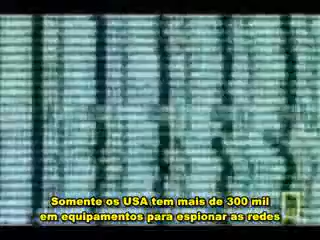 Somente os USA tem mais de 300 mil
em equipamentos para espionar as redes